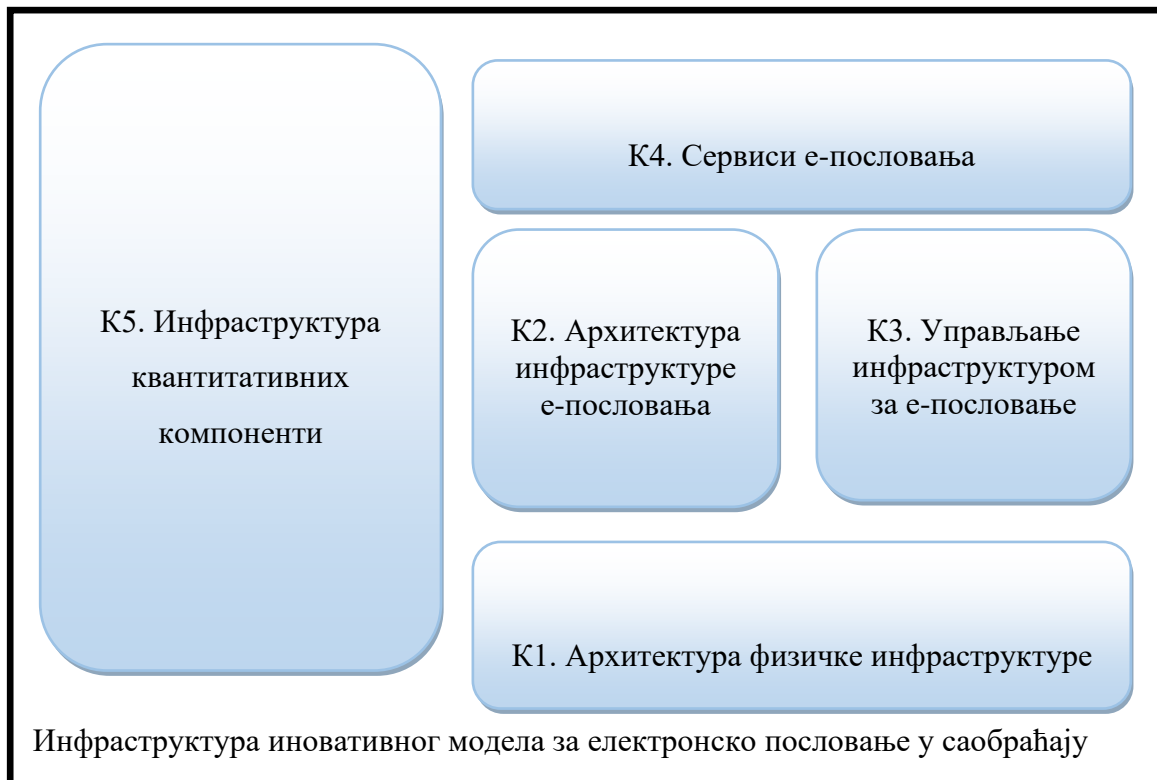 К5. Инфраструктура
квантитативних
компоненти
К4. Сервиси е-пословања
К2. Архитектура
инфраструктуре
е-пословања
К3. Управљање
инфраструктуром
за е-пословање
К1. Архитектура физичке инфраструктуре
Инфраструктура иновативног модела за електронско пословање у саобраћају